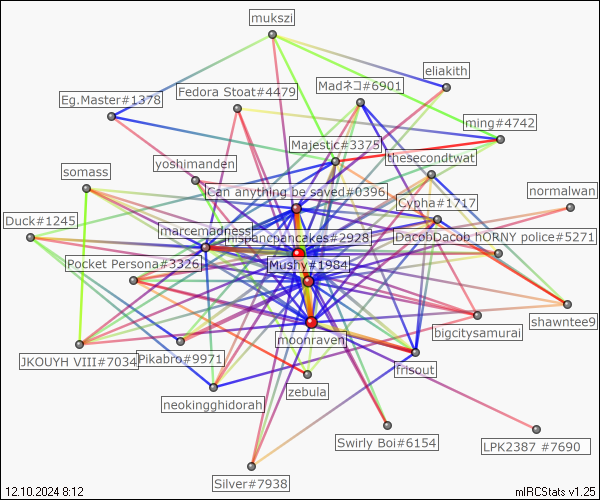 mukszi
eliakith
Madネコ#6901
Fedora Stoat#4479
Eg.Master#1378
ming#4742
Majestic#3375
thesecondtwat
yoshimanden
somass
Can anything be saved#0396
normalwan
Cypha#1717
Duck#1245
marcemadness
mspancpancakes#2928
DacobDacob hORNY police#5271
Pocket Persona#3326
Mushy#1984
shawntee9
bigcitysamurai
moonraven
JKOUYH VIII#7034
Pikabro#9971
frisout
zebula
neokingghidorah
Swirly Boi#6154
LPK2387 #7690
Silver#7938
12.10.2024 8:12
mIRCStats v1.25